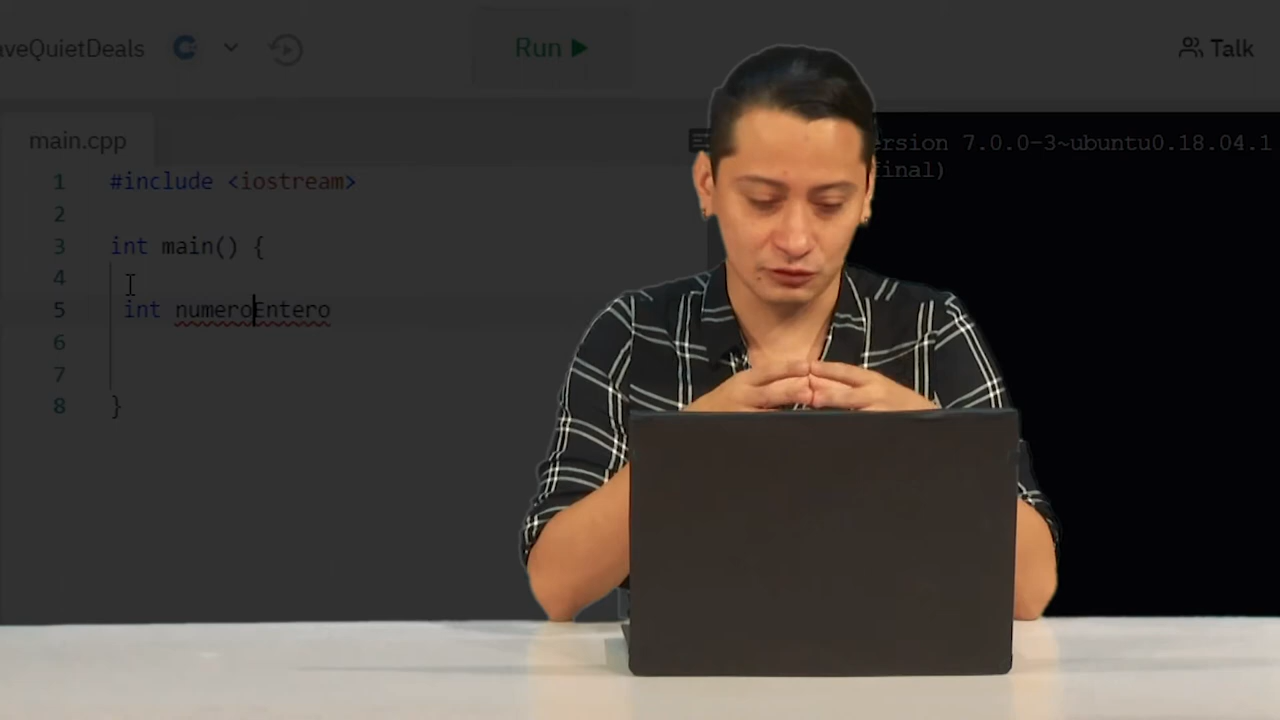 aveQuietDeals
Run
Talk
main.cpp
1 #include <iostream>
2
3 int main() {
4
5 int numeroEntero
6
7
8 }
ersion 7.0.0-3~ubuntu0.18.04.1
final)